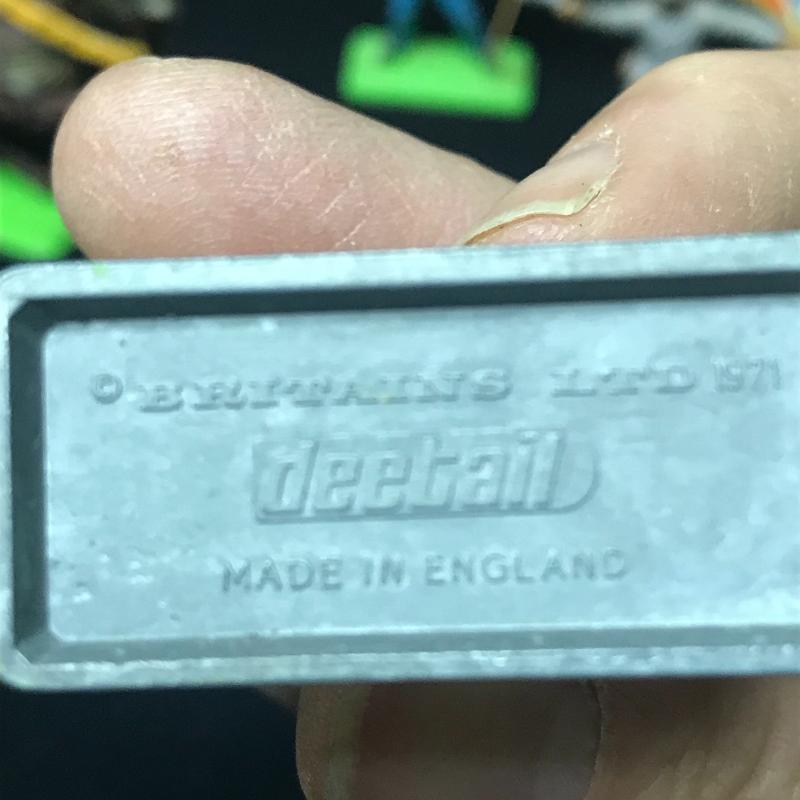 © BRITAINS LTD 1971
deetail
MADE IN ENGLAND